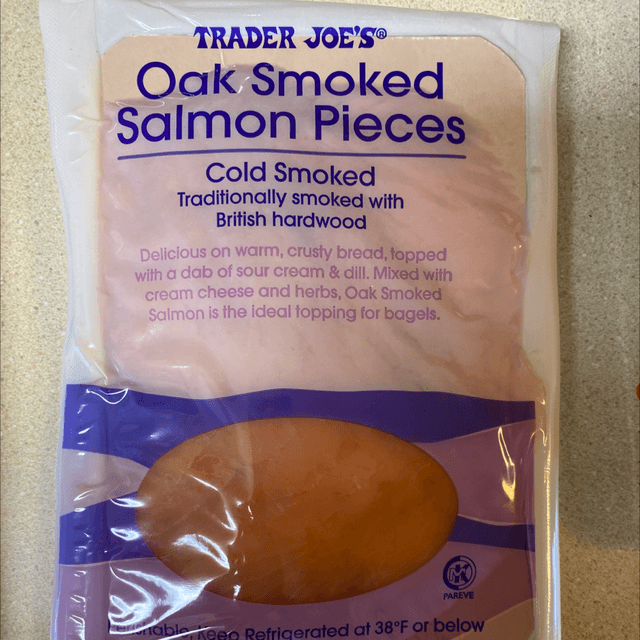 TRADER JOE'S®
Oak Smoked
Salmon Pieces
Cold Smoked
Traditionally smoked with
British hardwood
Delicious on warm, crusty bread, topped
with a dab of sour cream & dill. Mixed with
cream cheese and herbs, Oak Smoked
Salmon is the ideal topping for bagels.
K
PAREVE
Perishable, Keep Refrigerated at 38°F or below